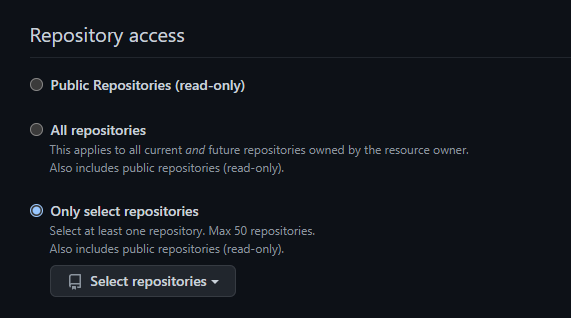 Repository access
Public Repositories (read-only)
All repositories
This applies to all current and future repositories owned by the resource owner.
Also includes public repositories (read-only).
Only select repositories
Select at least one repository. Max 50 repositories.
Also includes public repositories (read-only).
Select repositories